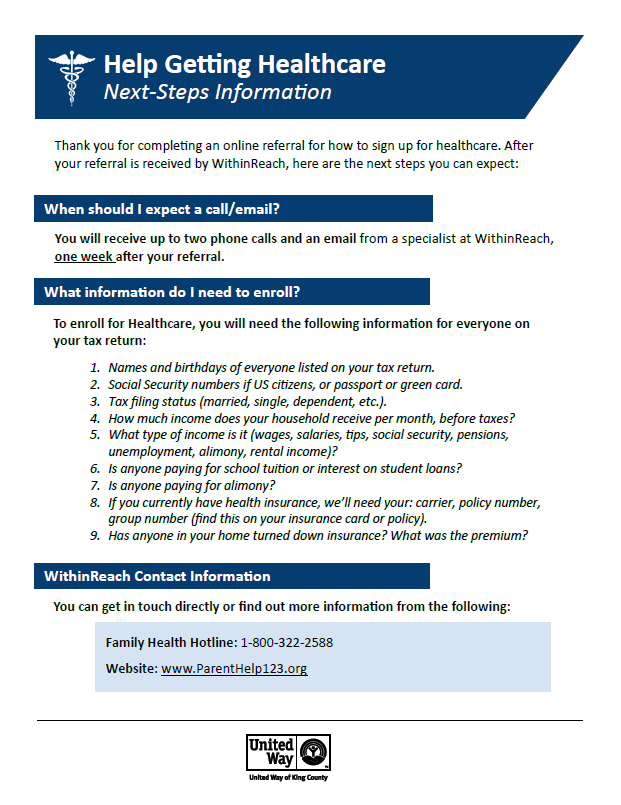 Help Getting Healthcare
Next-Steps Information
Thank you for completing an online referral for how to sign up for healthcare. After
your referral is received by WithinReach, here are the next steps you can expect:
When should I expect a call/email?
You will receive up to two phone calls and an email from a specialist at WithinReach,
one week after your referral.
What information do I need to enroll?
To enroll for Healthcare, you will need the following information for everyone on
your tax return:
1. Names and birthdays of everyone listed on your tax return.
2. Social Security numbers if US citizens, or passport or green card.
3. Tax filing status (married, single, dependent, etc.).
4. How much income does your household receive per month, before taxes?
5. What type of income is it (wages, salaries, tips, social security, pensions,
unemployment, alimony, rental income)?
6. Is anyone paying for school tuition or interest on student loans?
7. Is anyone paying for alimony?
8. If you currently have health insurance, we'll need your: carrier, policy number,
group number (find this on your insurance card or policy).
9. Has anyone in your home turned down insurance? What was the premium?
WithinReach Contact Information
You can get in touch directly or find out more information from the following:
Family Health Hotline: 1-800-322-2588
Website: www.ParentHelp123.org
United
Way
United Way of King County